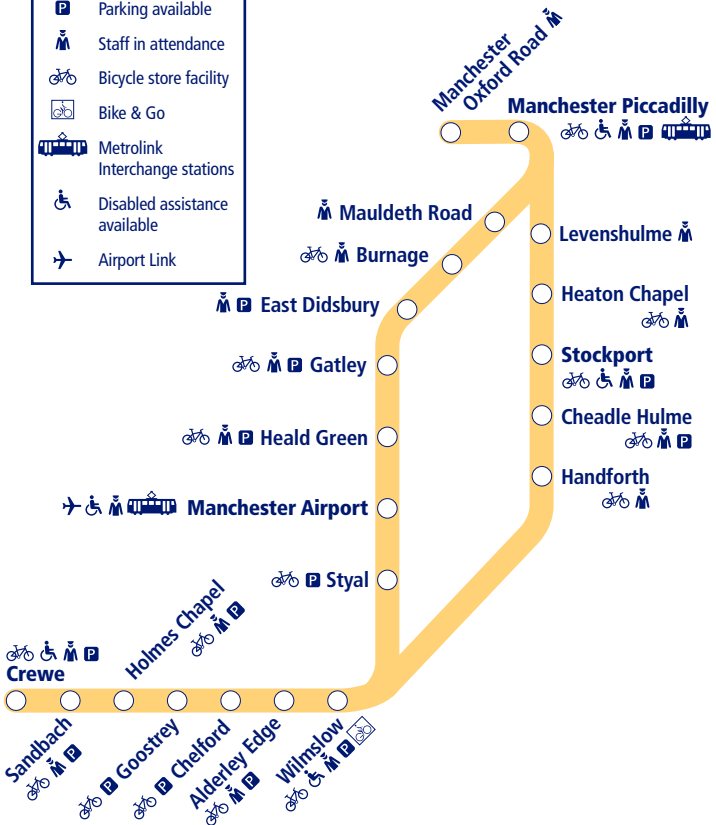 P Parking available
Staff in attendance
Bicycle store facility
Bike & Go
Metrolink
Interchange stations
Disabled assistance
available
Airport Link
Manchester
Oxford Road
Manchester Piccadilly
P
Mauldeth Road
Levenshulme
Burnage
Heaton Chapel
P East Didsbury
Stockport
P
P Gatley
Cheadle Hulme
P
P Heald Green
Handforth
Manchester Airport
P Styal
Holmes Chapel
P
P
Crewe
Sandbach
P
P Goostrey
P Chelford
Alderley Edge
P
Wilmslow
P